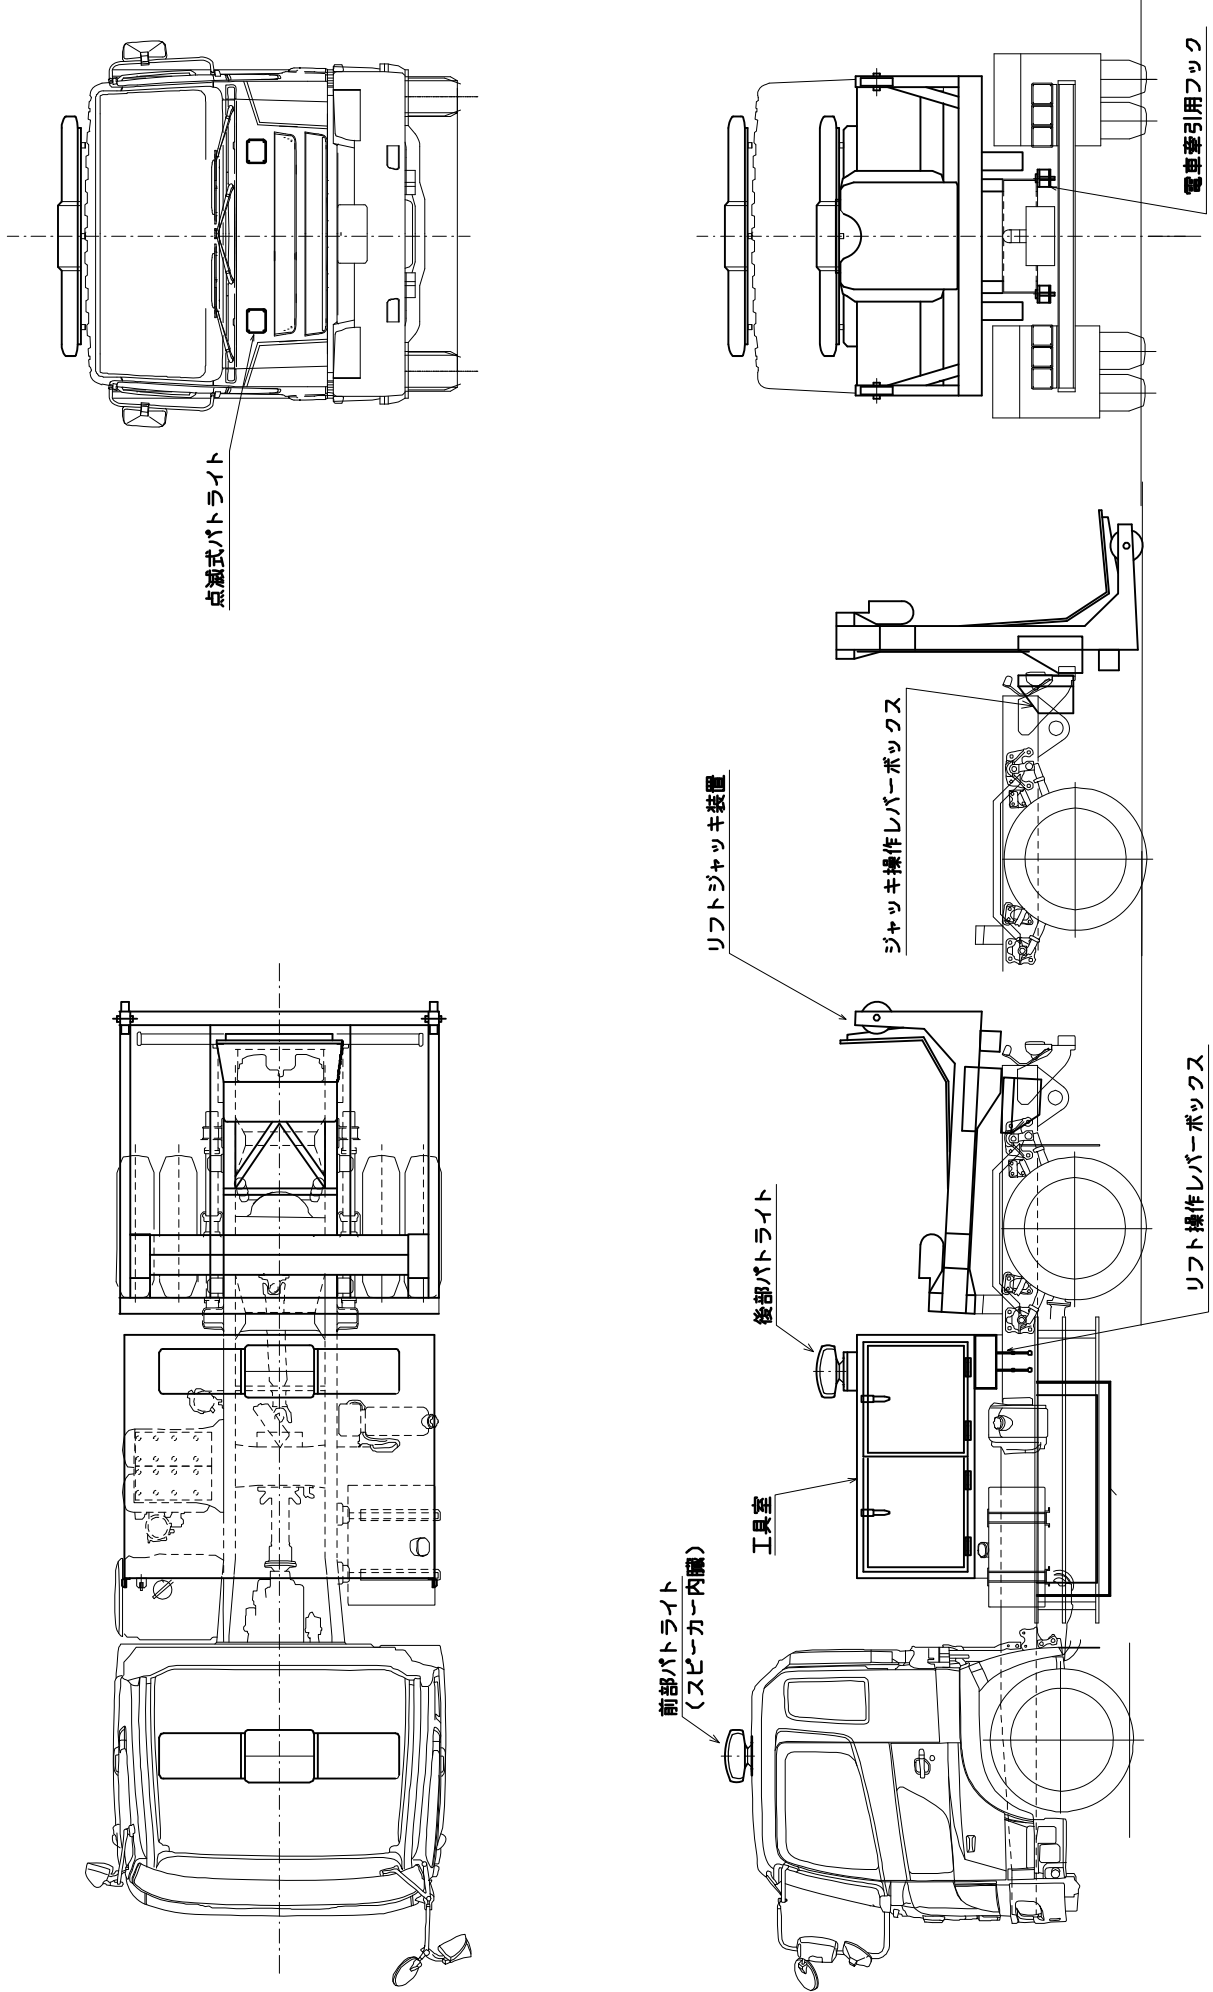 点滅式パトライト
電車牽引用フック
リフトジャッキ装置
ジャッキ操作レバーボックス
前部パトライト
（スピーカー内臓）
工具室
後部パトライト
リフト操作レバーボックス